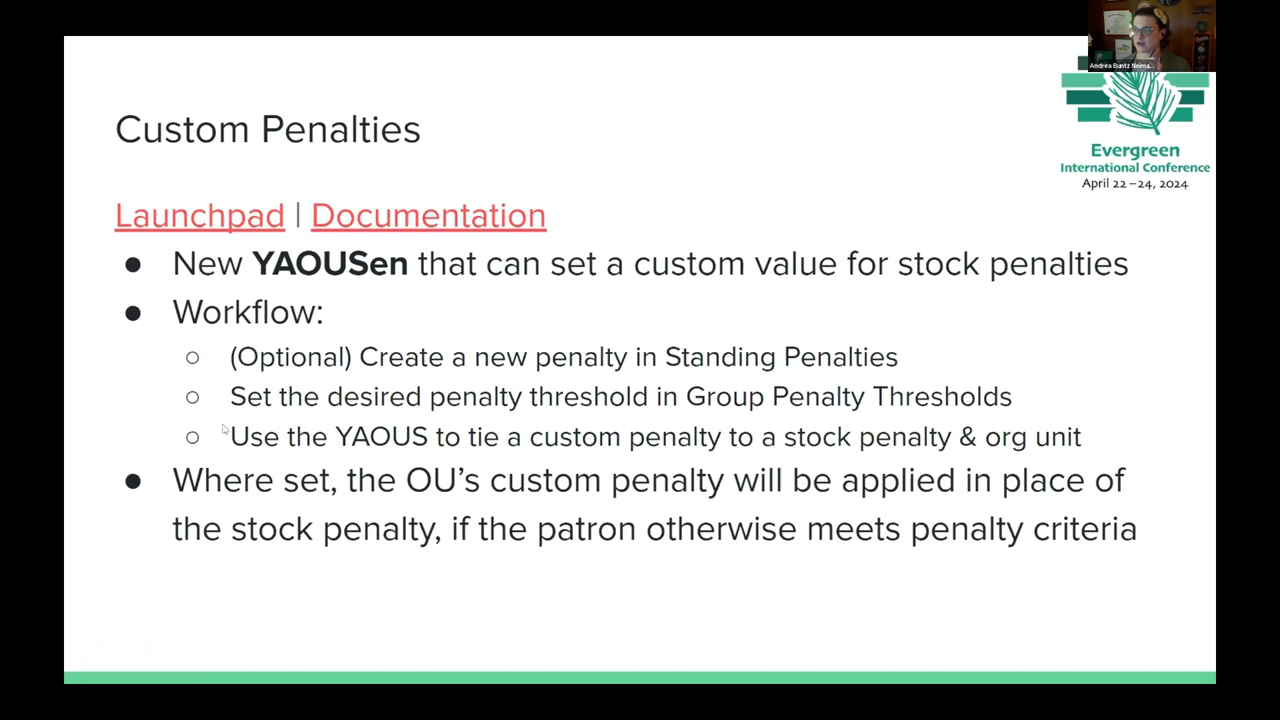 Andrea Buntz Neima...
Custom Penalties
Evergreen
International Conference
April 22–24, 2024
Launchpad | Documentation
● New YAOUSen that can set a custom value for stock penalties
● Workflow:
○ (Optional) Create a new penalty in Standing Penalties
○ Set the desired penalty threshold in Group Penalty Thresholds
○ Use the YAOUS to tie a custom penalty to a stock penalty & org unit
● Where set, the OU’s custom penalty will be applied in place of
the stock penalty, if the patron otherwise meets penalty criteria